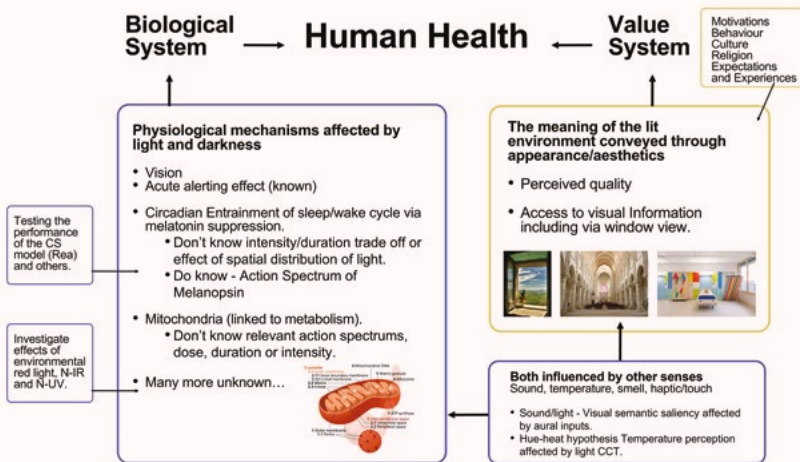 Biological
System
Human Health
Value
System
Motivations
Behaviour
Culture
Religion
Expectations
and Experiences
Physiological mechanisms affected by
light and darkness
• Vision
• Acute alerting effect (known)
• Circadian Entrainment of sleep/wake cycle via
melatonin suppression.
• Don't know intensity/duration trade off or
effect of spatial distribution of light.
• Do know - Action Spectrum of
Melanopsin
• Mitochondria (linked to metabolism).
• Don't know relevant action spectrums,
dose, duration or intensity.
• Many more unknown…
Testing the
performance
of the CS
model (Rea)
and others.
Investigate
effects of
environmental
red light, N-IR
and N-UV.
The meaning of the lit
environment conveyed through
appearance/aesthetics
• Perceived quality
• Access to visual Information
including via window view.
Both influenced by other senses
Sound, temperature, smell, haptic/touch
• Sound/light - Visual semantic saliency affected
by aural inputs.
• Hue-heat hypothesis Temperature perception
affected by light CCT.